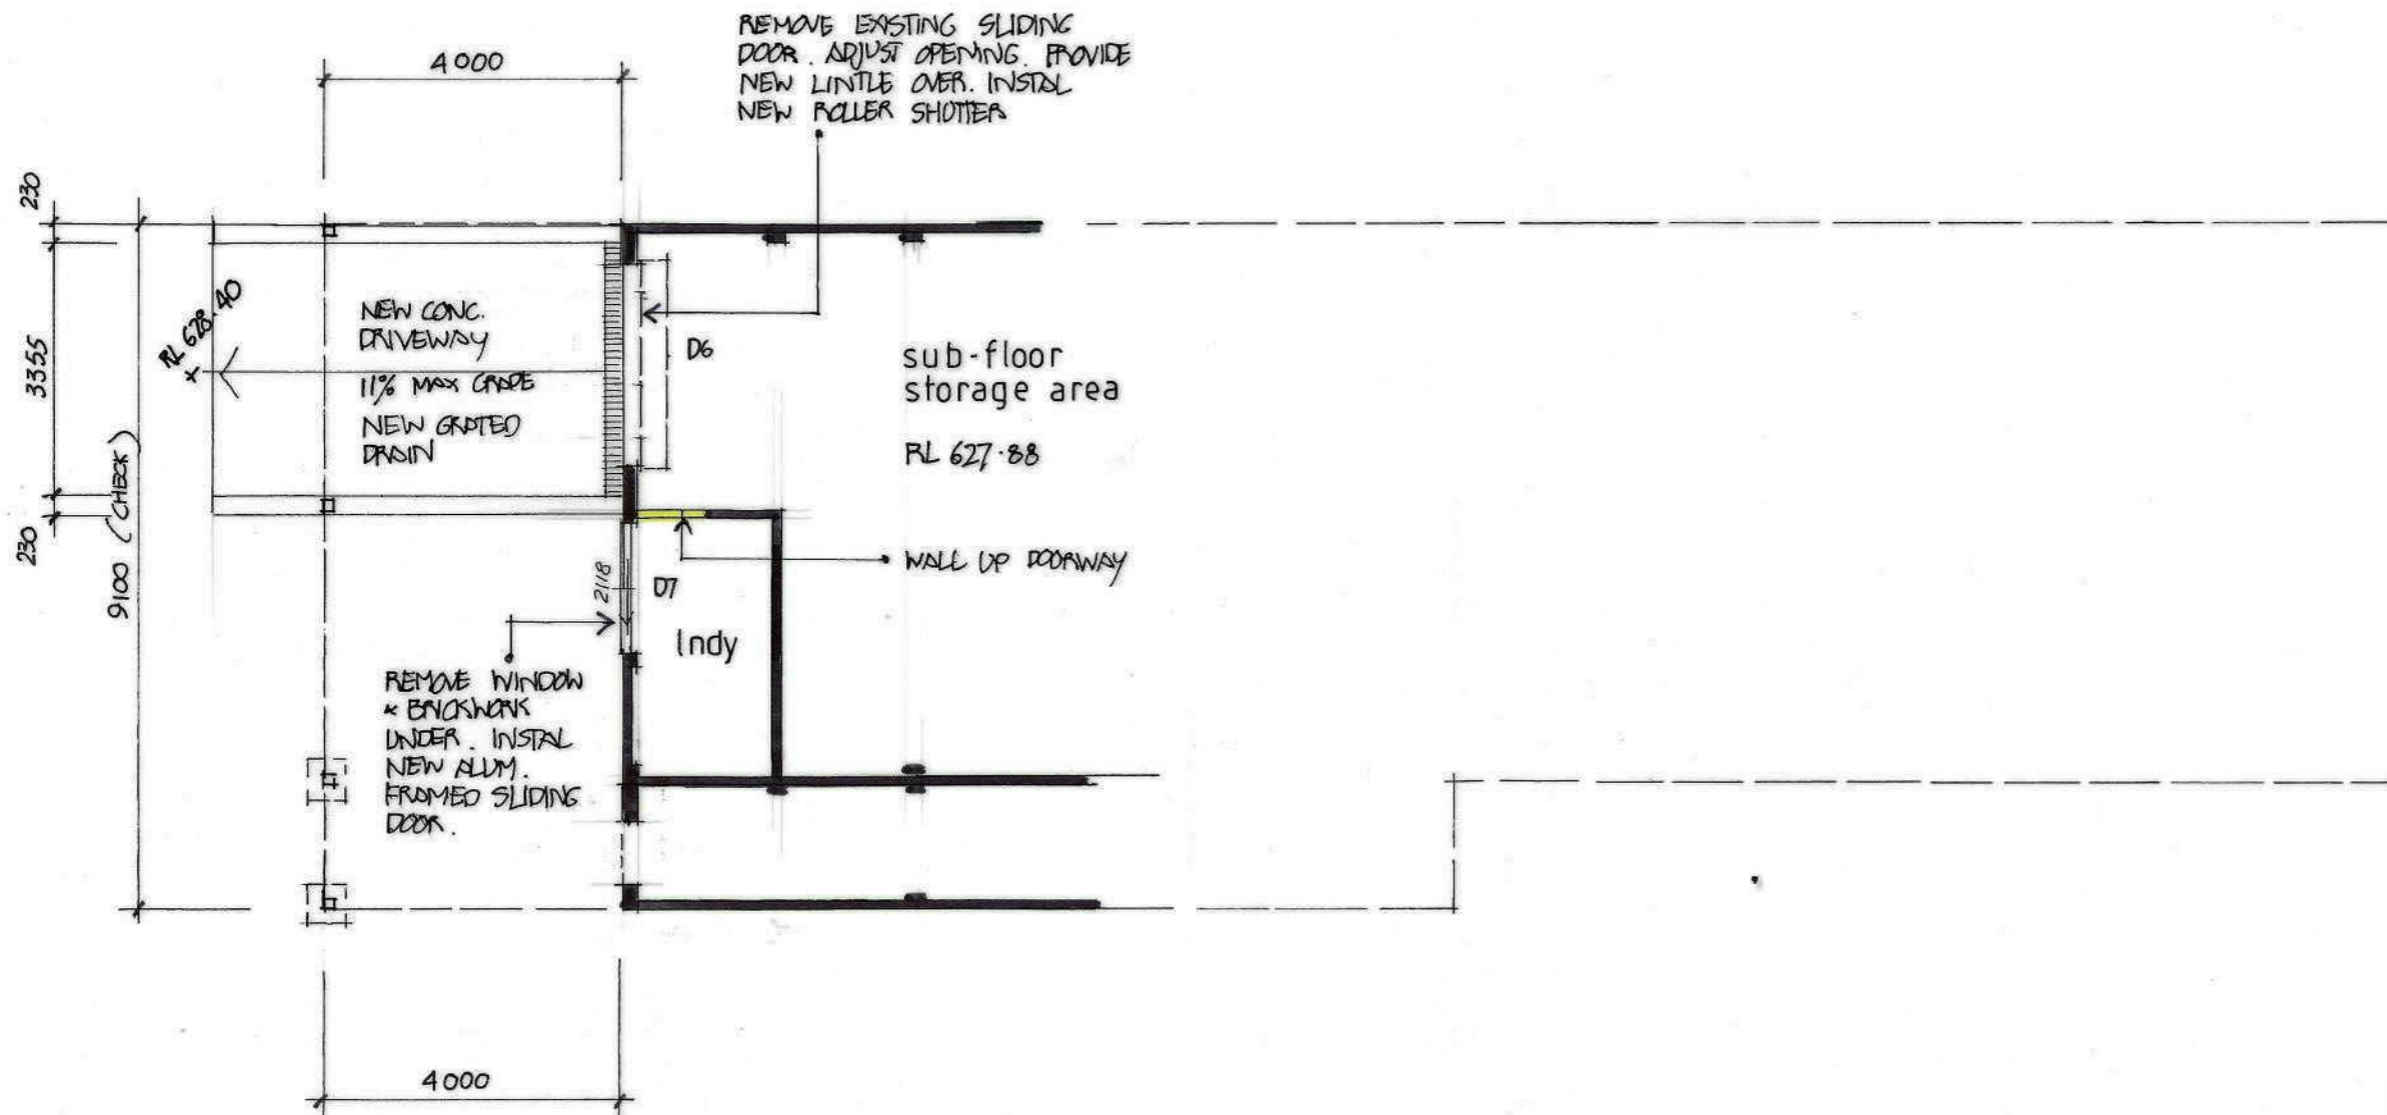 REMOVE EXISTING SLIDING
DOOR. ADJUST OPENING. PROVIDE
NEW LINTLE OVER. INSTAL
NEW ROLLER SHUTTER
4000
230
3355
230
9100 (CHECK)
RL 628.40
NEW CONC.
DRIVEWAY
11% MAX GRADE
NEW GRATED
DRAIN
D6
sub-floor
storage area
RL 627.88
WALL UP DOORWAY
2118
D7
lndy
REMOVE WINDOW
& BRICKWORK
UNDER. INSTAL
NEW ALUM.
FRAMED SLIDING
DOOR.
4000